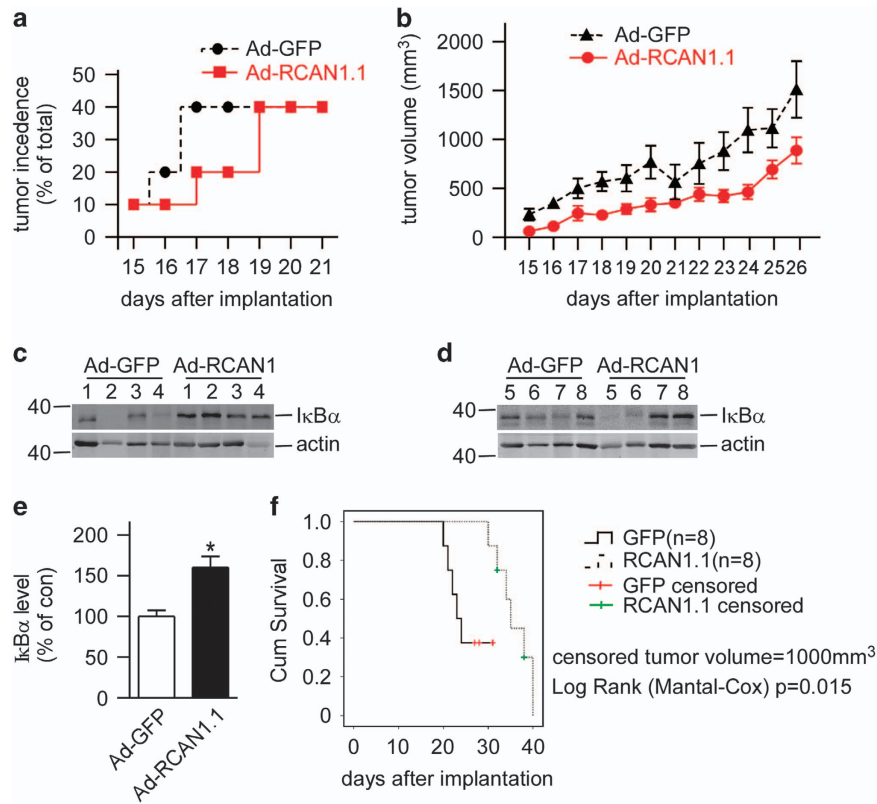 a
Ad-GFP
Ad-RCAN1.1
tumor incedence
(% of total)
50
40
30
20
10
0
15 16 17 18 19 20 21
days after implantation
b
Ad-GFP
Ad-RCAN1.1
tumor volume (mm³)
2000
1500
1000
500
0
15 16 17 18 19 20 21 22 23 24 25 26
days after implantation
c
Ad-GFP Ad-RCAN1
1 2 3 4 1 2 3 4
40
IκBα
40
actin
d
Ad-GFP Ad-RCAN1
5 6 7 8 5 6 7 8
40
IκBα
40
actin
e
IκBα level
(% of con)
200
150
100
50
0
*
Ad-GFP
Ad-RCAN1.1
f
Cum Survival
1.0
0.8
0.6
0.4
0.2
0
0 10 20 30 40
days after implantation
GFP(n=8)
RCAN1.1(n=8)
GFP censored
RCAN1.1 censored
censored tumor volume=1000mm³
Log Rank (Mantal-Cox) p=0.015